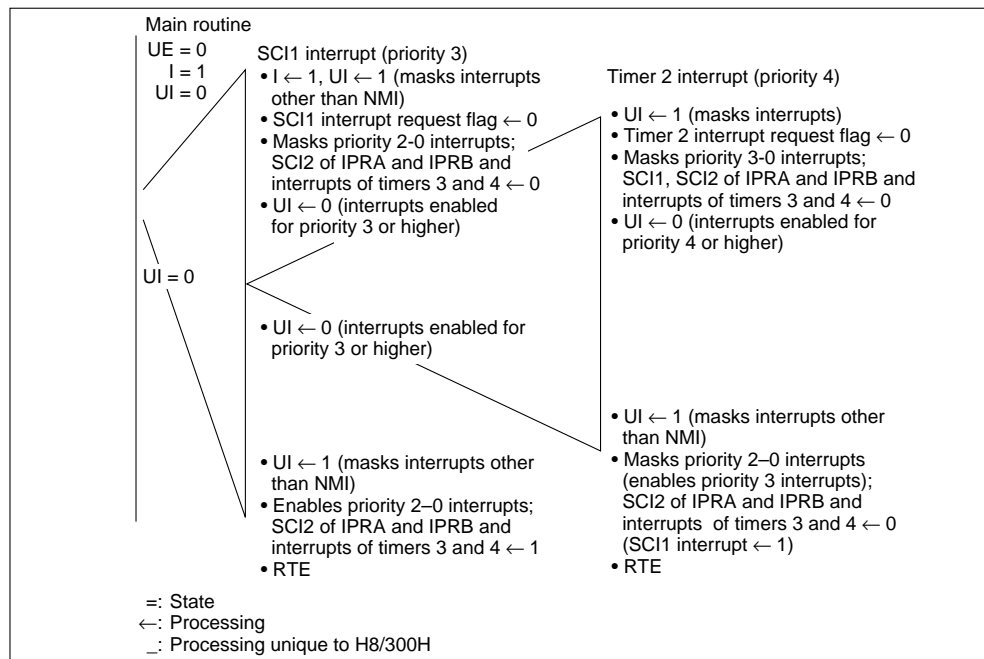 Main routine
UE = 0
I = 1
UI = 0
UI = 0
SCI1 interrupt (priority 3)
• I ← 1, UI ← 1 (masks interrupts
other than NMI)
• SCI1 interrupt request flag ← 0
• Masks priority 2-0 interrupts;
SCI2 of IPRA and IPRB and
interrupts of timers 3 and 4 ← 0
• UI ← 0 (interrupts enabled
for priority 3 or higher)
• UI ← 0 (interrupts enabled for
priority 3 or higher)
• UI ← 1 (masks interrupts other
than NMI)
• Enables priority 2–0 interrupts;
SCI2 of IPRA and IPRB and
interrupts of timers 3 and 4 ← 1
• RTE
Timer 2 interrupt (priority 4)
• UI ← 1 (masks interrupts)
• Timer 2 interrupt request flag ← 0
• Masks priority 3-0 interrupts;
SCI1, SCI2 of IPRA and IPRB and
interrupts of timers 3 and 4 ← 0
• UI ← 0 (interrupts enabled for
priority 4 or higher)
• UI ← 1 (masks interrupts other
than NMI)
• Masks priority 2–0 interrupts
(enables priority 3 interrupts);
SCI2 of IPRA and IPRB and
interrupts of timers 3 and 4 ← 0
(SCI1 interrupt ← 1)
• RTE
=: State
←: Processing
_: Processing unique to H8/300H